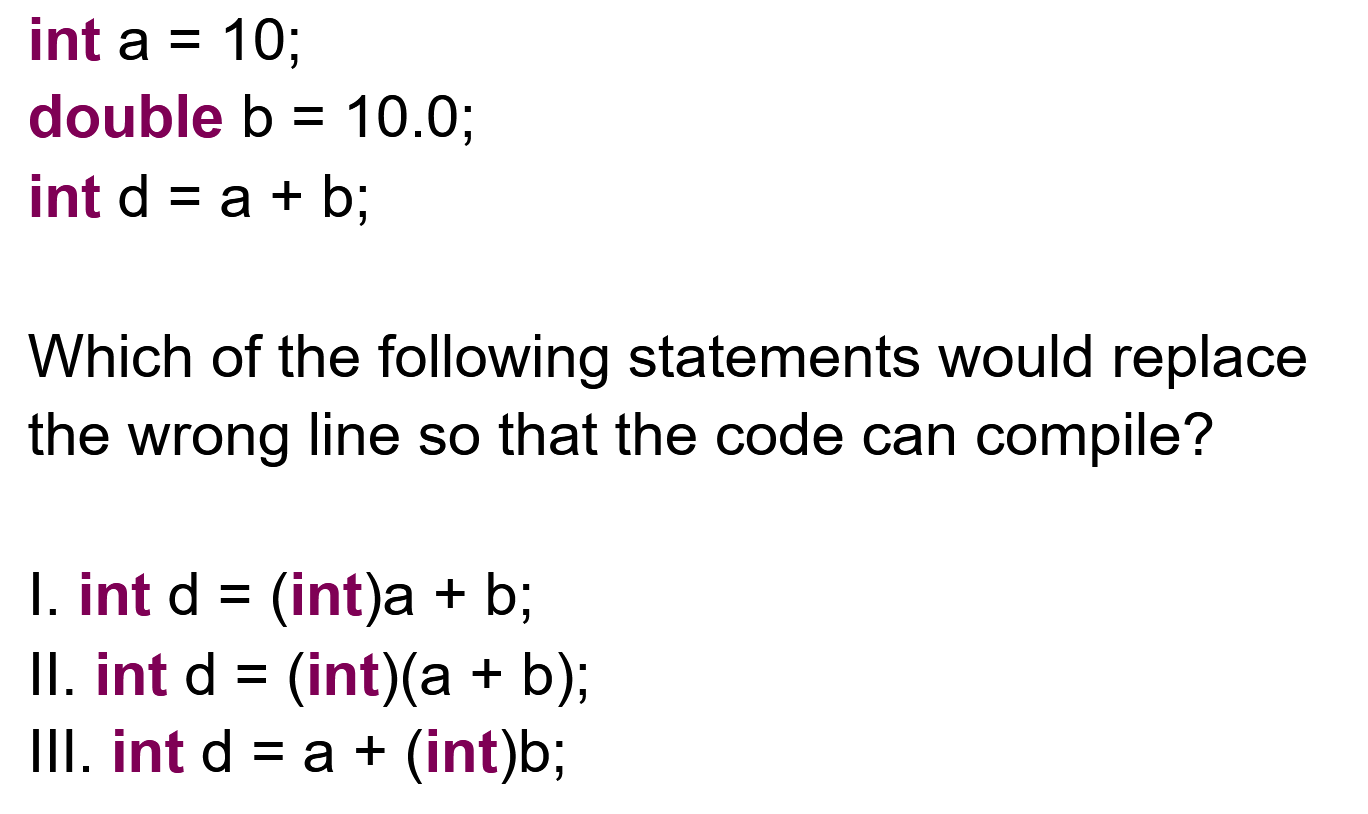 int a = 10;
double b = 10.0;
int d = a + b;
Which of the following statements would replace
the wrong line so that the code can compile?
I. int d = (int)a + b;
II. int d = (int)(a + b);
III. int d = a + (int)b;